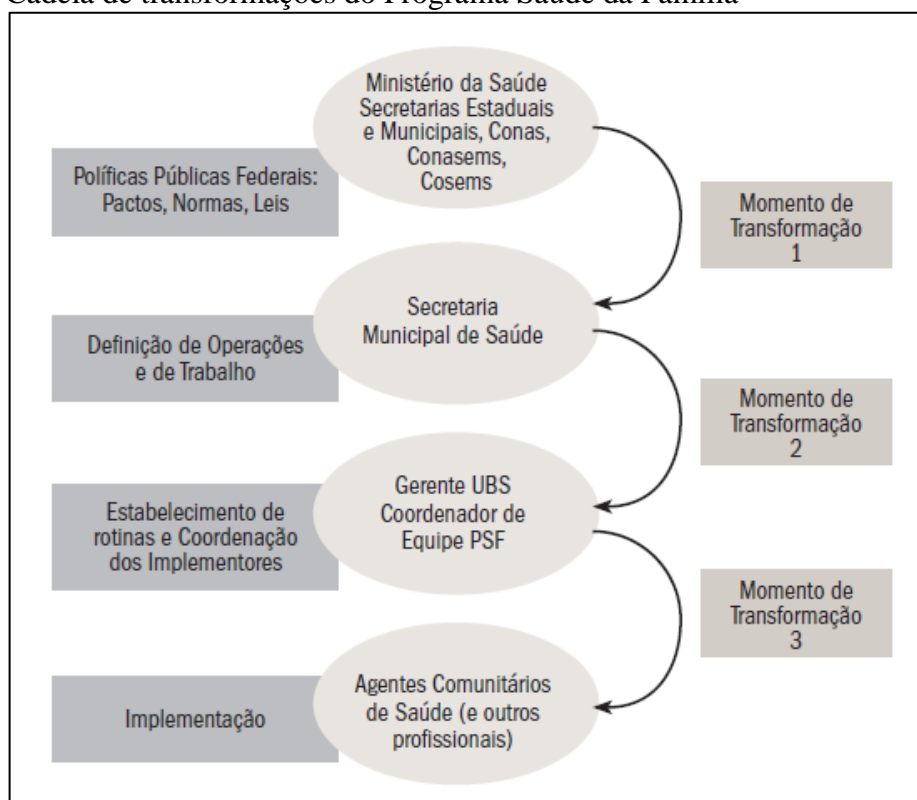 Cadeia de transformações do Programa Saúde da Família
Ministério da Saúde
Secretarias Estaduais
e Municipais, Conas,
Conasems,
Cosems
Políticas Públicas Federais:
Pactos, Normas, Leis
Momento de
Transformação
1
Secretaria
Municipal de Saúde
Definição de Operações
e de Trabalho
Momento de
Transformação
2
Gerente UBS
Coordenador de
Equipe PSF
Estabelecimento de
rotinas e Coordenação
dos Implementores
Momento de
Transformação
3
Agentes Comunitários
de Saúde (e outros
profissionais)
Implementação